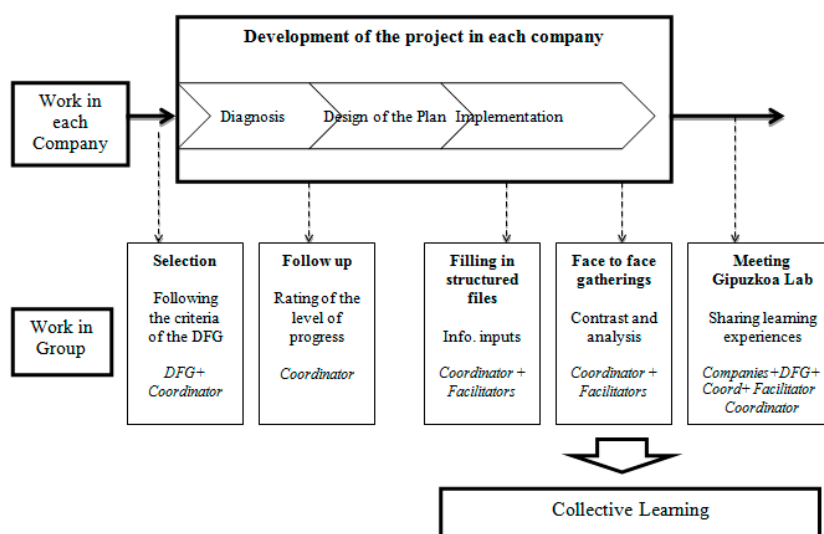 Development of the project in each company
Work in
each
Company
Diagnosis
Design of the Plan
Implementation
Work in
Group
Selection
Following
the criteria
of the DFG
DFG+
Coordinator
Follow up
Rating of the
level of
progress
Coordinator
Filling in
structured
files
Info. inputs
Coordinator +
Facilitators
Face to face
gatherings
Contrast and
analysis
Coordinator +
Facilitators
Meeting
Gipuzkoa Lab
Sharing learning
experiences
Companies+DFG+
Coord+ Facilitator
Coordinator
Collective Learning